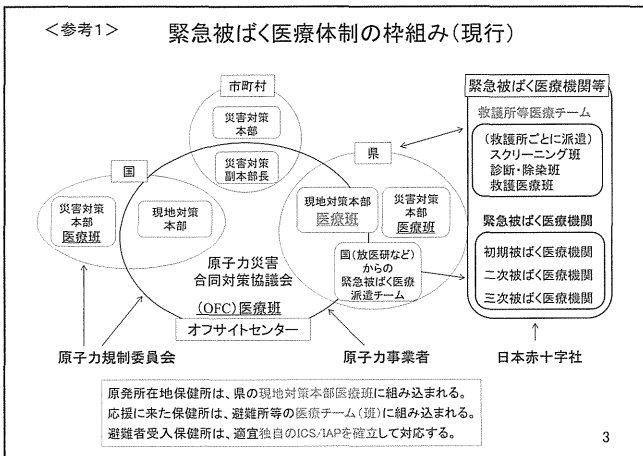 ＜参考1＞
緊急被ばく医療体制の枠組み(現行)
市町村
災害対策
本部
災害対策
副本部長
国
災害対策
本部
医療班
現地対策
本部
県
現地対策本部
医療班
災害対策
本部
医療班
国(放医研など)
からの
緊急被ばく医療
派遣チーム
原子力災害
合同対策協議会
(OFC)医療班
オフサイトセンター
緊急被ばく医療機関等
救護所等医療チーム
(救護所ごとに派遣)
スクリーニング班
診断・除染班
救護医療班
緊急被ばく医療機関
初期被ばく医療機関
二次被ばく医療機関
三次被ばく医療機関
原子力規制委員会
原子力事業者
日本赤十字社
原発所在地保健所は、県の現地対策本部医療班に組み込まれる。
応援に来た保健所は、避難所等の医療チーム(班)に組み込まれる。
避難者受入保健所は、適宜独自のICS/IAPを確立して対応する。
3